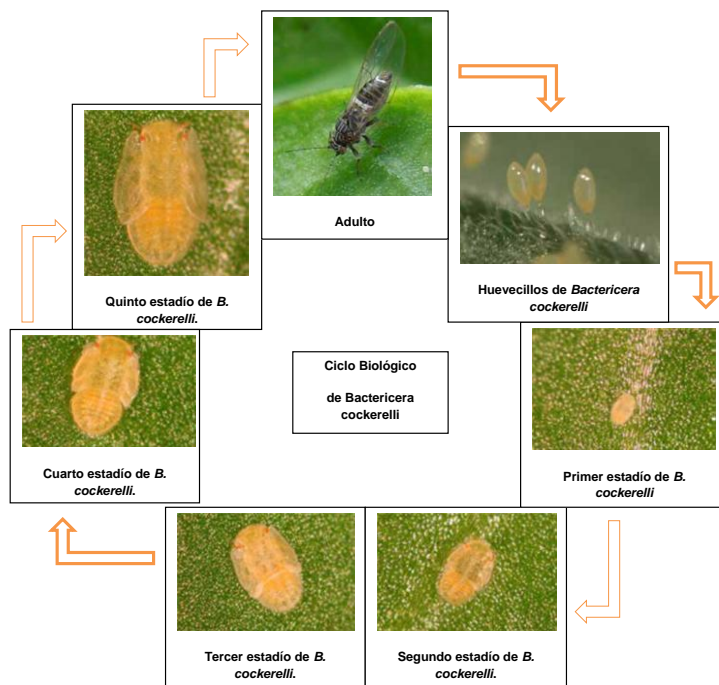 Adulto
Huevecillos de Bactericera
cockerelli
Primer estadío de B.
cockerelli
Segundo estadío de B.
cockerelli.
Tercer estadío de B.
cockerelli.
Cuarto estadío de B.
cockerelli.
Quinto estadío de B.
cockerelli.
Ciclo Biológico
de Bactericera
cockerelli